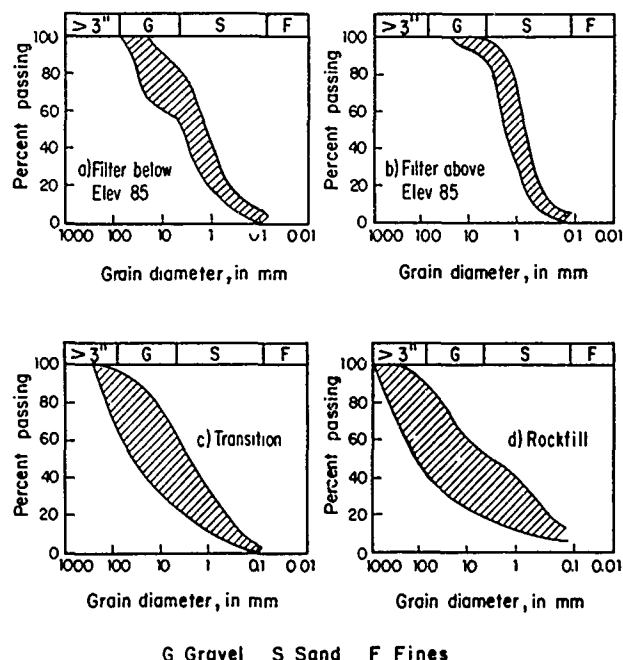 > 3" G S F
> 3" G S F
Percent passing
100
80
60
40
20
0
a) Filter below
Elev 85
1000 100 10 1 0.1 0.01
Grain diameter, in mm
Percent passing
100
80
60
40
20
0
b) Filter above
Elev 85
1000 100 10 1 0.1 0.01
Grain diameter, in mm
> 3" G S F
> 3" G S F
Percent passing
100
80
60
40
20
0
c) Transition
1000 100 10 1 0.1 0 01
Grain diameter, in mm
Percent passing
100
80
60
40
20
0
d) Rockfill
1000 100 10 1 0.1 0 01
Grain diameter, in mm
G Gravel S Sand F Fines